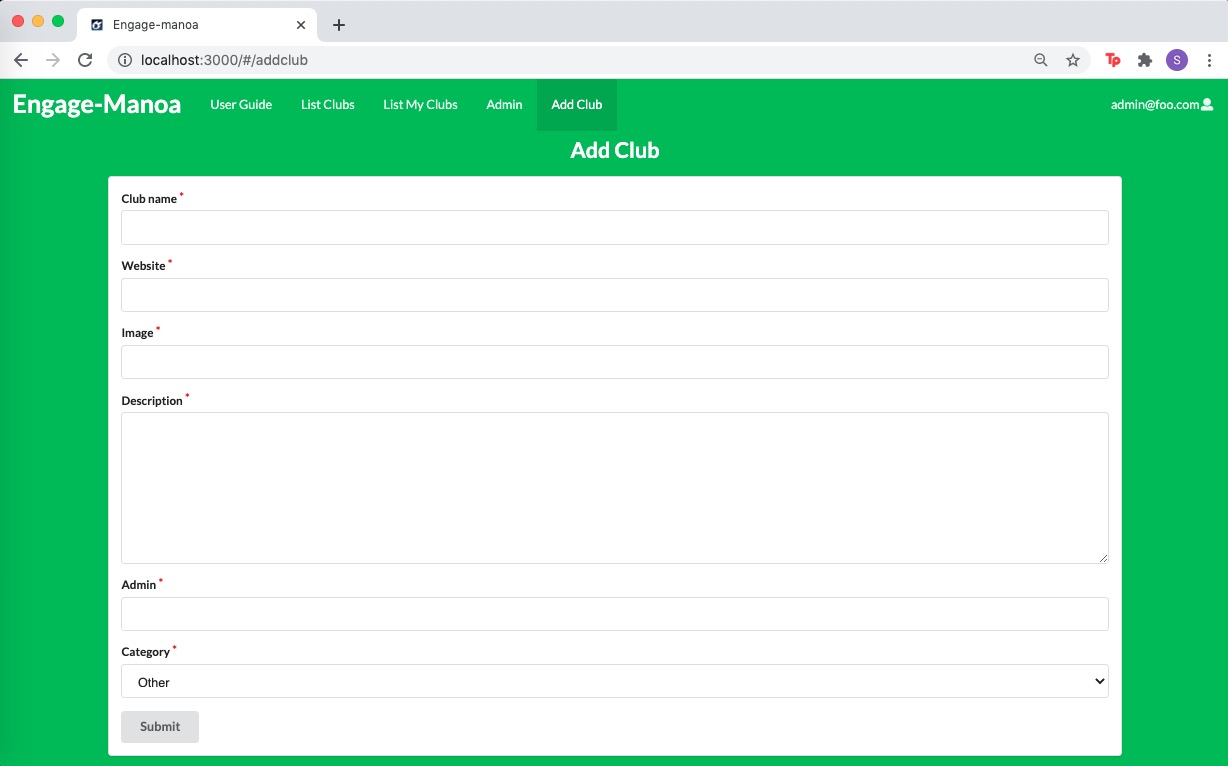 Engage-manoa
localhost:3000/#/addclub
Tp
S
Engage-Manoa User Guide List Clubs List My Clubs Admin Add Club admin@foo.com
Add Club
Club name *
Website *
Image *
Description *
Admin *
Category *
Other
Submit